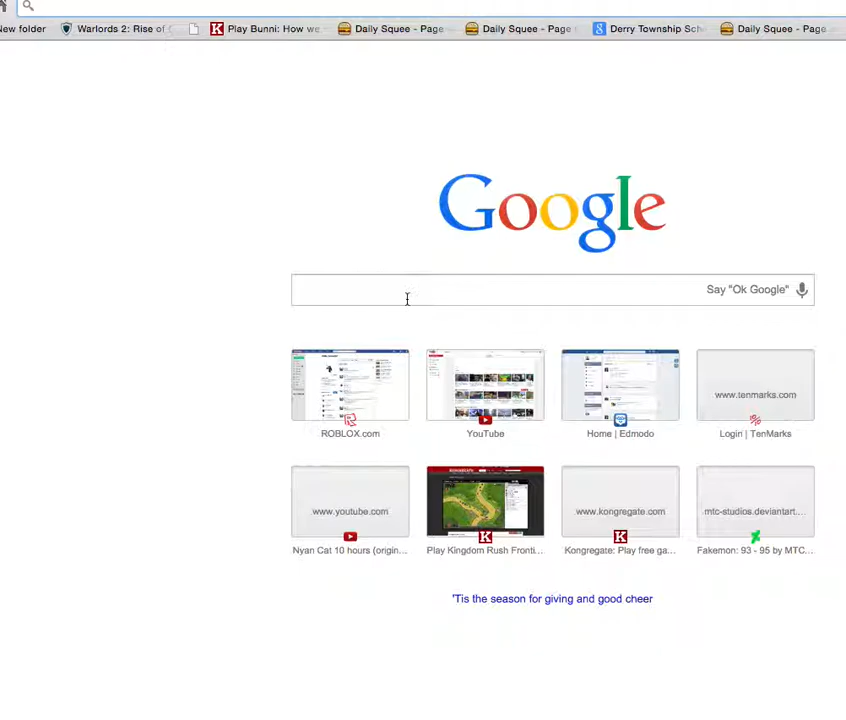 New folder Warlords 2: Rise of Play Bunni: How we Daily Squee - Page Daily Squee - Page Derry Township Sch Daily Squee - Page
Google
Say "Ok Google"
www.tenmarks.com
ROBLOX.com YouTube Home | Edmodo Login | TenMarks
www.youtube.com www.kongregate.com mtc-studios.deviantart....
Nyan Cat 10 hours (origin... Play Kingdom Rush Fronti... Kongregate: Play free ga... Fakemon: 93 - 95 by MTC...
'Tis the season for giving and good cheer